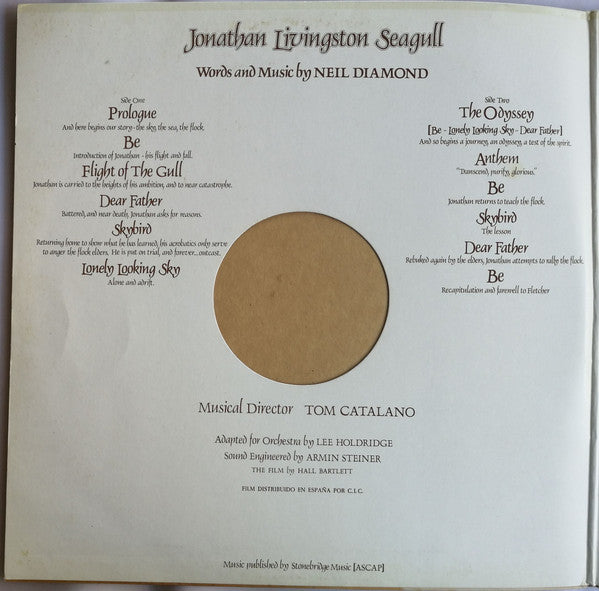 Jonathan Livingston Seagull
Words and Music by NEIL DIAMOND
Side One
Prologue
And here begins our story-the sky, the sea, the flock.
Be
Introduction of Jonathan - his flight and fall.
Flight of The Gull
Jonathan is carried to the heights of his ambition, and to near catastrophe.
Dear Father
Battered, and near death, Jonathan asks for reasons.
Skybird
Returning home to show what he has learned, his acrobatics only serve
to anger the flock elders. He is put on trial, and forever...outcast.
Lonely Looking Sky
Alone and adrift.
Side Two
The Odyssey
[Be - Lonely Looking Sky - Dear Father]
And so begins a journey, an odyssey, a test of the spirit.
Anthem
"Transcend, purify, glorious."
Be
Jonathan returns to teach the flock.
Skybird
The lesson
Dear Father
Rebuked again by the elders, Jonathan attempts to rally the flock.
Be
Recapitulation and farewell to Fletcher
Musical Director TOM CATALANO
Adapted for Orchestra by LEE HOLDRIDGE
Sound Engineered by ARMIN STEINER
THE FILM by HALL BARTLETT
FILM DISTRIBUIDO EN ESPAÑA POR C.I.C.
Music published by Stonebridge Music [ASCAP]